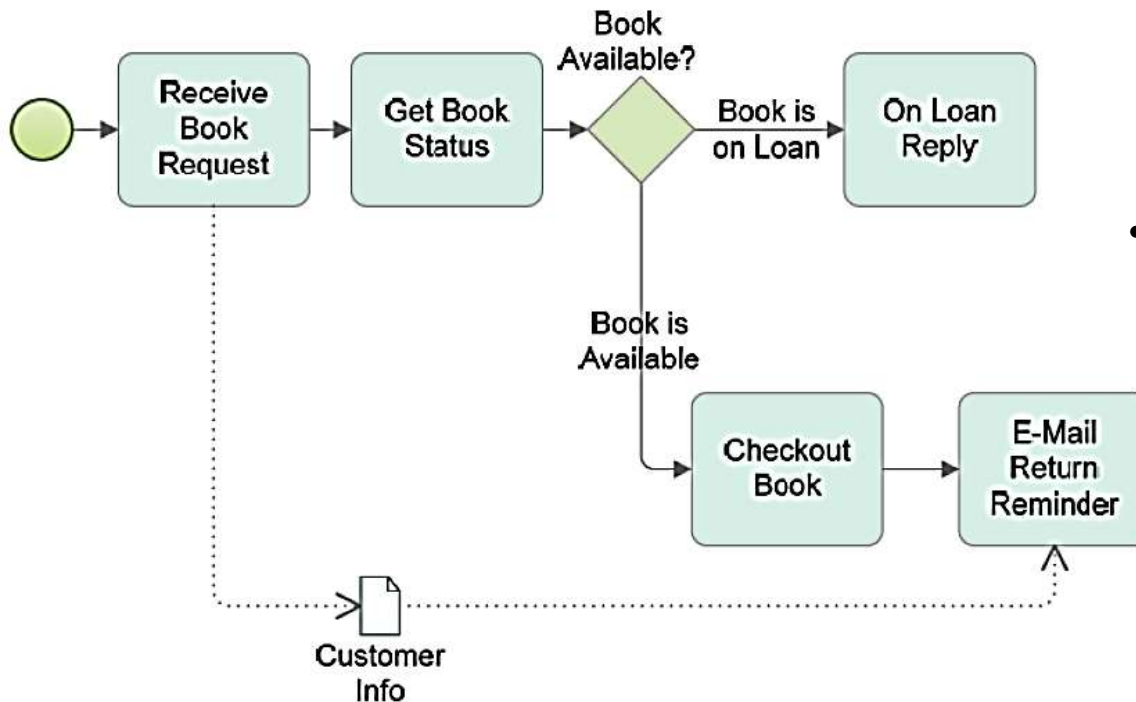 Receive
Book
Request
Get Book
Status
Book
Available?
Book is
on Loan
On Loan
Reply
Book is
Available
Checkout
Book
E-Mail
Return
Reminder
Customer
Info